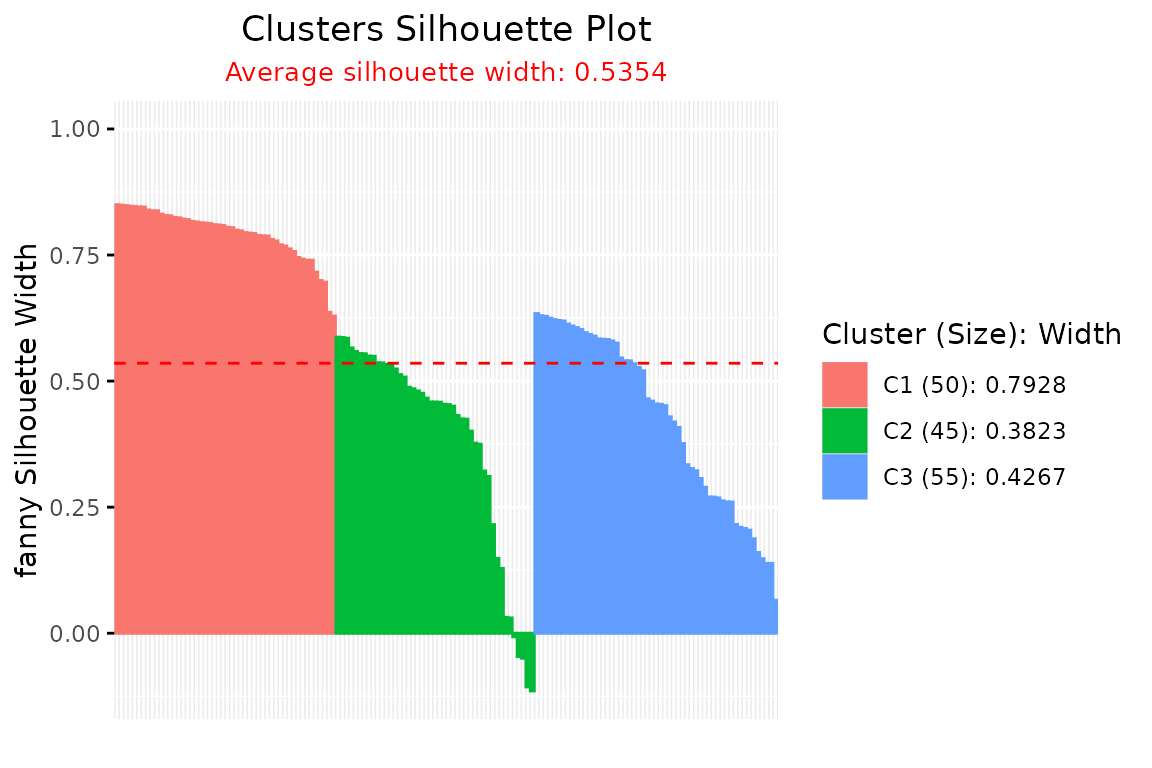 Clusters Silhouette Plot
Average silhouette width: 0.5354
fanny Silhouette Width
1.00
0.75
0.50
0.25
0.00
Cluster (Size): Width
C1 (50): 0.7928
C2 (45): 0.3823
C3 (55): 0.4267